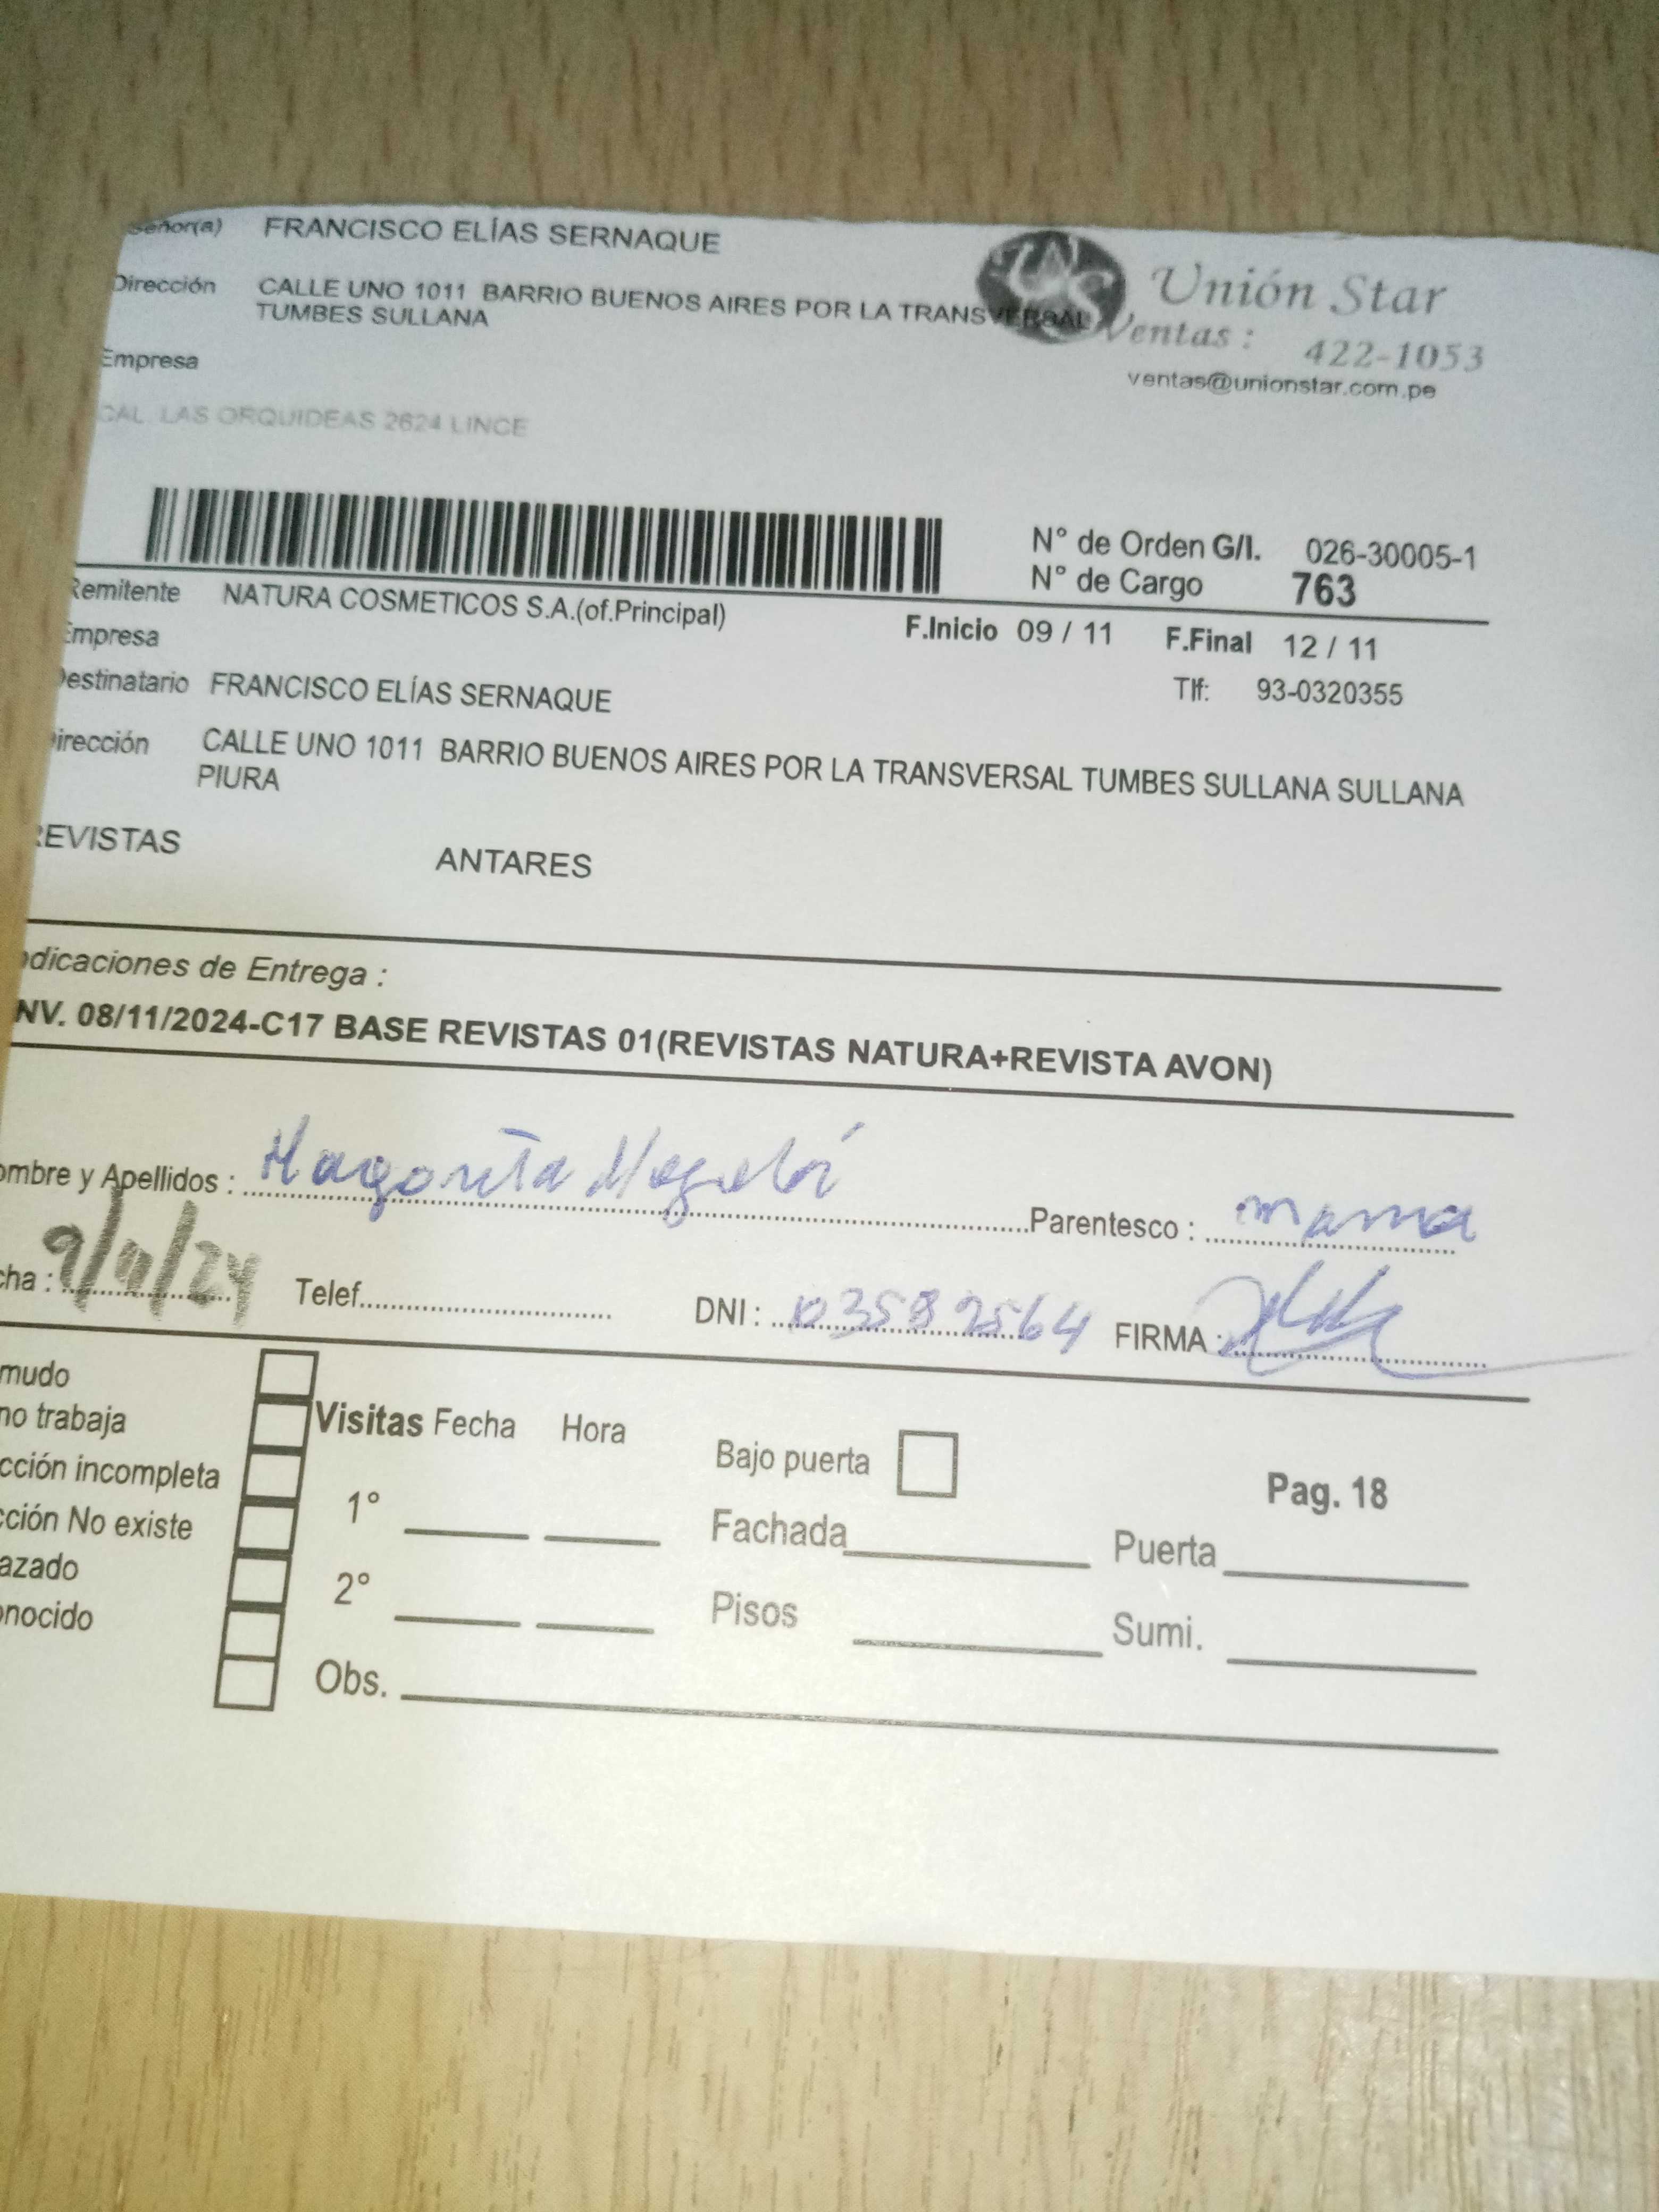 Señor(a) FRANCISCO ELÍAS SERNAQUE
Dirección CALLE UNO 1011 BARRIO BUENOS AIRES POR LA TRANSVERSAL
TUMBES SULLANA
Unión Star
Ventas : 422-1053
ventas@unionstar.com.pe
Empresa
CAL LAS ORQUIDEAS 2624 LINCE
N° de Orden G/I. 026-30005-1
N° de Cargo 763
Remitente NATURA COSMETICOS S.A.(of.Principal)
Empresa
F.Inicio 09 / 11 F.Final 12 / 11
Destinatario FRANCISCO ELÍAS SERNAQUE
Tlf: 93-0320355
Dirección CALLE UNO 1011 BARRIO BUENOS AIRES POR LA TRANSVERSAL TUMBES SULLANA SULLANA
PIURA
REVISTAS ANTARES
ndicaciones de Entrega :
NV. 08/11/2024-C17 BASE REVISTAS 01(REVISTAS NATURA+REVISTA AVON)
ombre y Apellidos : Parentesco : mama
cha : 9/11/24 Telef. DNI : 03582564 FIRMA :
mudo
no trabaja
cción incompleta
cción No existe
azado
onocido
Visitas Fecha Hora
1°
2°
Obs.
Bajo puerta
Pag. 18
Fachada Puerta
Pisos Sumi.